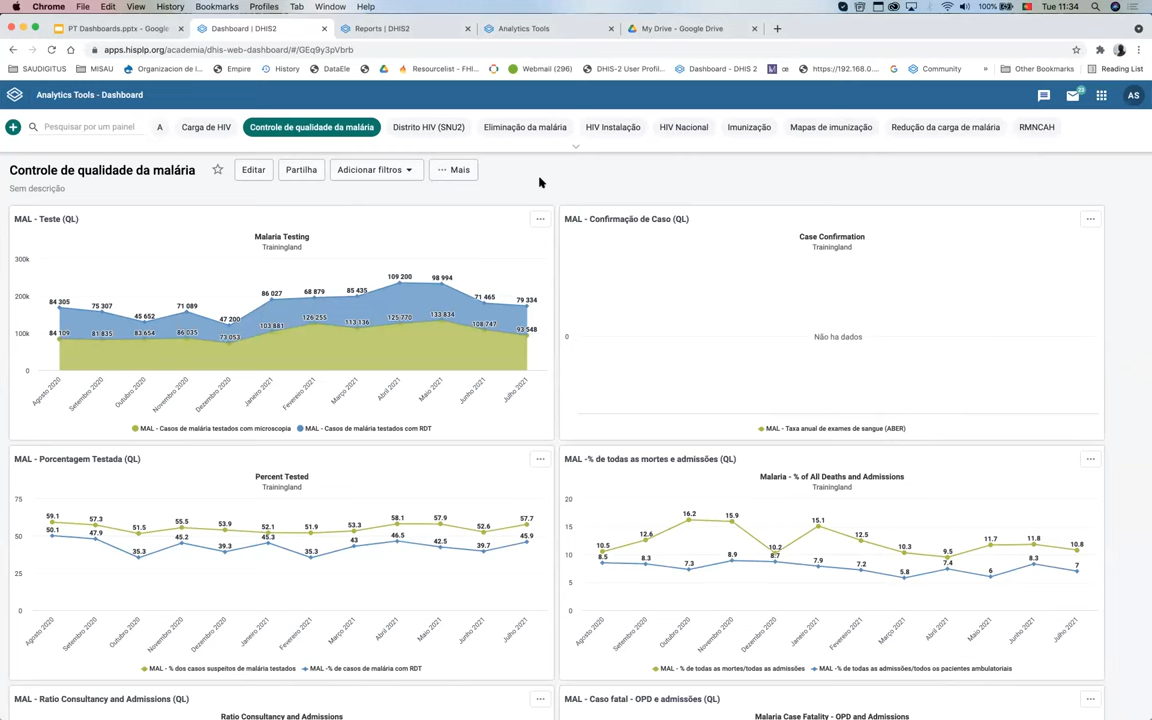 Chrome File Edit View History Bookmarks Profiles Tab Window Help 100% Tue 11:34
PT Dashboards.pptx - Google Dashboard | DHIS2 Reports | DHIS2 Analytics Tools My Drive - Google Drive
apps.hisplp.org/academia/dhis-web-dashboard/#/GEq9y3pVbrb
SAUDIGITUS MISAU Organizacion de I... Empire History DataEle Resourcelist - FHI... Webmail (296) DHIS-2 User Profil... Dashboard - DHIS 2 œ https://192.168.0.... Community » Other Bookmarks Reading List
Analytics Tools - Dashboard 23 AS
Pesquisar por um painel A Carga de HIV Controle de qualidade da malária Distrito HIV (SNU2) Eliminação da malária HIV Instalação HIV Nacional Imunização Mapas de imunização Redução da carga de malária RMNCAH
Controle de qualidade da malária Editar Partilha Adicionar filtros Mais
Sem descrição
MAL - Teste (QL)
Malaria Testing
Trainingland
300k
200k
100k
0
84 305 75 307 45 652 71 089 47 200 86 027 68 879 85 435 109 200 98 994 71 465 79 334
84 109 81 835 83 654 86 035 73 053 103 881 126 255 113 136 125 770 133 834 108 747 93 548
Agosto 2020 Setembro 2020 Outubro 2020 Novembro 2020 Dezembro 2020 Janeiro 2021 Fevereiro 2021 Março 2021 Abril 2021 Maio 2021 Junho 2021 Julho 2021
MAL - Casos de malária testados com microscopia MAL - Casos de malária testados com RDT
MAL - Confirmação de Caso (QL)
Case Confirmation
Trainingland
0
Não ha dados
MAL - Taxa anual de exames de sangue (ABER)
MAL - Porcentagem Testada (QL)
Percent Tested
Trainingland
75
50
25
0
59.1 57.3 51.5 55.5 53.9 52.1 51.9 53.3 58.1 57.9 52.6 57.7
50.1 47.9 35.3 45.2 39.3 45.3 35.3 43 46.5 42.5 39.7 45.9
Agosto 2020 Setembro 2020 Outubro 2020 Novembro 2020 Dezembro 2020 Janeiro 2021 Fevereiro 2021 Março 2021 Abril 2021 Maio 2021 Junho 2021 Julho 2021
MAL - % dos casos suspeitos de malária testados MAL -% de casos de malária com RDT
MAL -% de todas as mortes e admissões (QL)
Malaria - % of All Deaths and Admissions
Trainingland
20
15
10
5
0
10.5 12.6 16.2 15.9 10.2 15.1 12.5 10.3 9.5 11.7 11.8 10.8
8.5 8.3 7.3 8.9 8.7 7.9 7.2 5.8 7.4 6 8.3 7
Agosto 2020 Setembro 2020 Outubro 2020 Novembro 2020 Dezembro 2020 Janeiro 2021 Fevereiro 2021 Março 2021 Abril 2021 Maio 2021 Junho 2021 Julho 2021
MAL - % de todas as mortes/todas as admissões MAL -% de todas as admissões/todos os pacientes ambulatoriais
MAL - Ratio Consultancy and Admissions (QL)
Ratio Consultancy and Admissions
MAL - Caso fatal - OPD e admissões (QL)
Malaria Case Fatality - OPD and Admissions